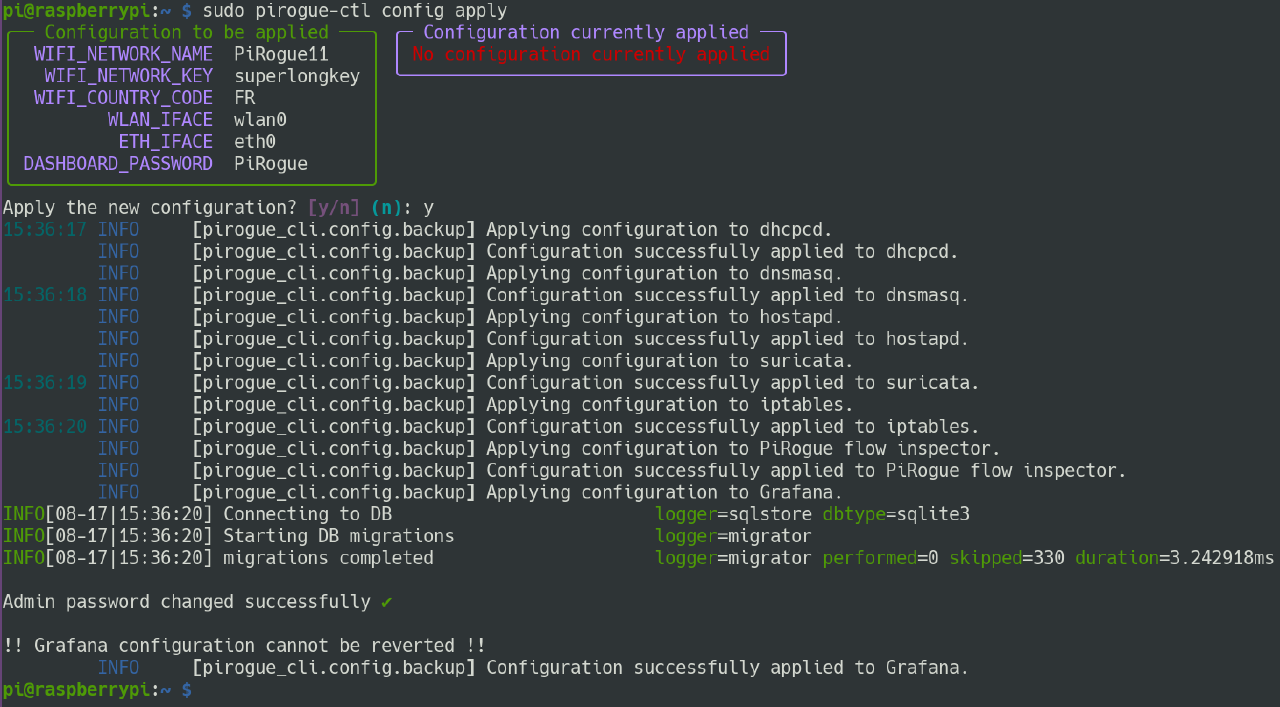 pi@raspberrypi:~ $ sudo pirogue-ctl config apply
Configuration to be applied
WIFI_NETWORK_NAME PiRogue11
WIFI_NETWORK_KEY superlongkey
WIFI_COUNTRY_CODE FR
WLAN_IFACE wlan0
ETH_IFACE eth0
DASHBOARD_PASSWORD PiRogue
Configuration currently applied
No configuration currently applied
Apply the new configuration? [y/n] (n): y
15:36:17 INFO [pirogue_cli.config.backup] Applying configuration to dhcpcd.
INFO [pirogue_cli.config.backup] Configuration successfully applied to dhcpcd.
INFO [pirogue_cli.config.backup] Applying configuration to dnsmasq.
15:36:18 INFO [pirogue_cli.config.backup] Configuration successfully applied to dnsmasq.
INFO [pirogue_cli.config.backup] Applying configuration to hostapd.
INFO [pirogue_cli.config.backup] Configuration successfully applied to hostapd.
INFO [pirogue_cli.config.backup] Applying configuration to suricata.
15:36:19 INFO [pirogue_cli.config.backup] Configuration successfully applied to suricata.
INFO [pirogue_cli.config.backup] Applying configuration to iptables.
15:36:20 INFO [pirogue_cli.config.backup] Configuration successfully applied to iptables.
INFO [pirogue_cli.config.backup] Applying configuration to PiRogue flow inspector.
INFO [pirogue_cli.config.backup] Configuration successfully applied to PiRogue flow inspector.
INFO [pirogue_cli.config.backup] Applying configuration to Grafana.
INFO[08-17|15:36:20] Connecting to DB logger=sqlstore dbtype=sqlite3
INFO[08-17|15:36:20] Starting DB migrations logger=migrator
INFO[08-17|15:36:20] migrations completed logger=migrator performed=0 skipped=330 duration=3.242918ms
Admin password changed successfully ✔
!! Grafana configuration cannot be reverted !!
INFO [pirogue_cli.config.backup] Configuration successfully applied to Grafana.
pi@raspberrypi:~ $